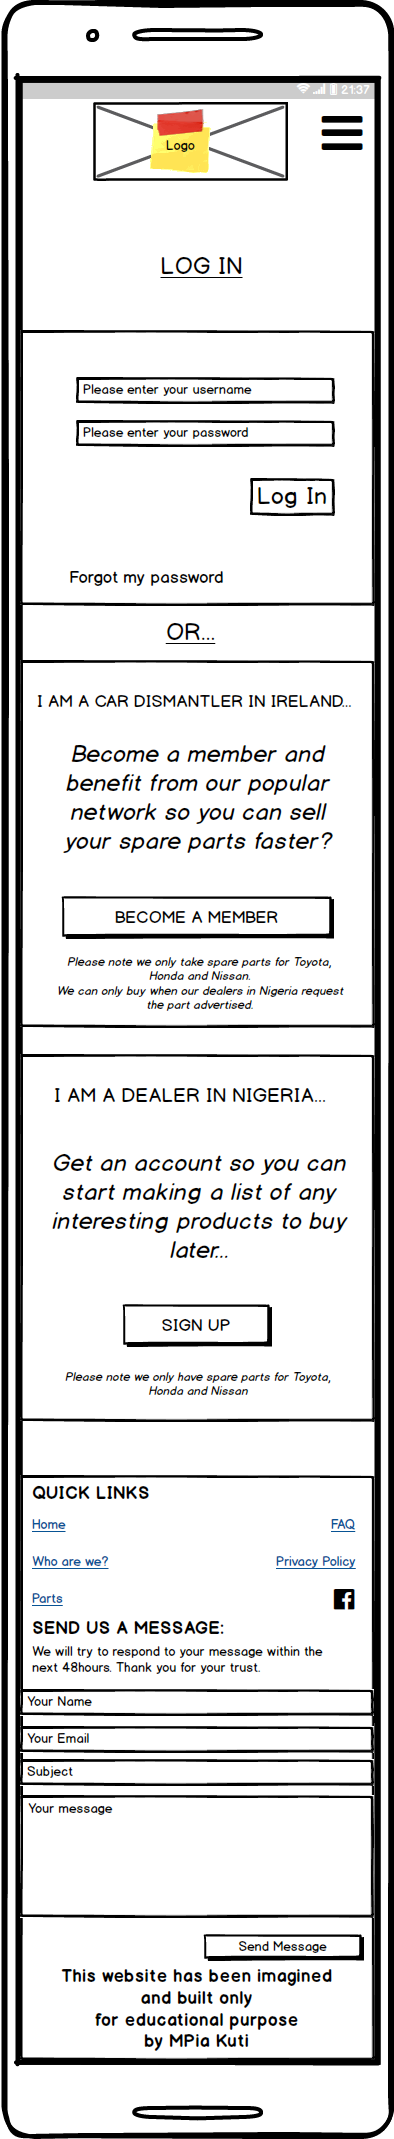 21:37
Logo
LOG IN
Please enter your username
Please enter your password
Log In
Forgot my password
OR...
I AM A CAR DISMANTLER IN IRELAND...
Become a member and
benefit from our popular
network so you can sell
your spare parts faster?
BECOME A MEMBER
Please note we only take spare parts for Toyota,
Honda and Nissan.
We can only buy when our dealers in Nigeria request
the part advertised.
I AM A DEALER IN NIGERIA...
Get an account so you can
start making a list of any
interesting products to buy
later...
SIGN UP
Please note we only have spare parts for Toyota,
Honda and Nissan
QUICK LINKS
Home FAQ
Who are we? Privacy Policy
Parts
SEND US A MESSAGE:
We will try to respond to your message within the
next 48hours. Thank you for your trust.
Your Name
Your Email
Subject
Your message
Send Message
This website has been imagined
and built only
for educational purpose
by MPia Kuti